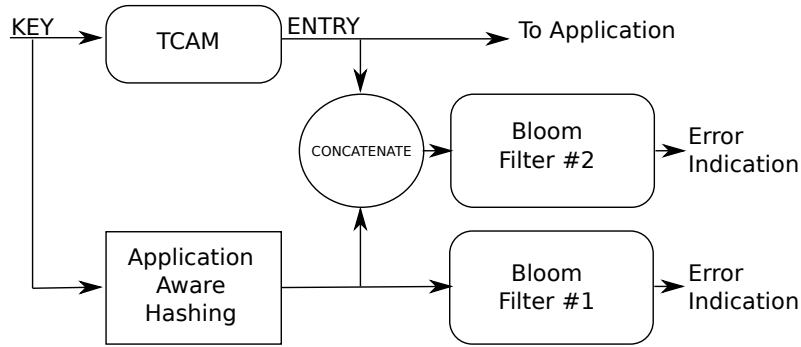 KEY
TCAM
ENTRY
To Application
CONCATENATE
Bloom
Filter #2
Error
Indication
Application
Aware
Hashing
Bloom
Filter #1
Error
Indication